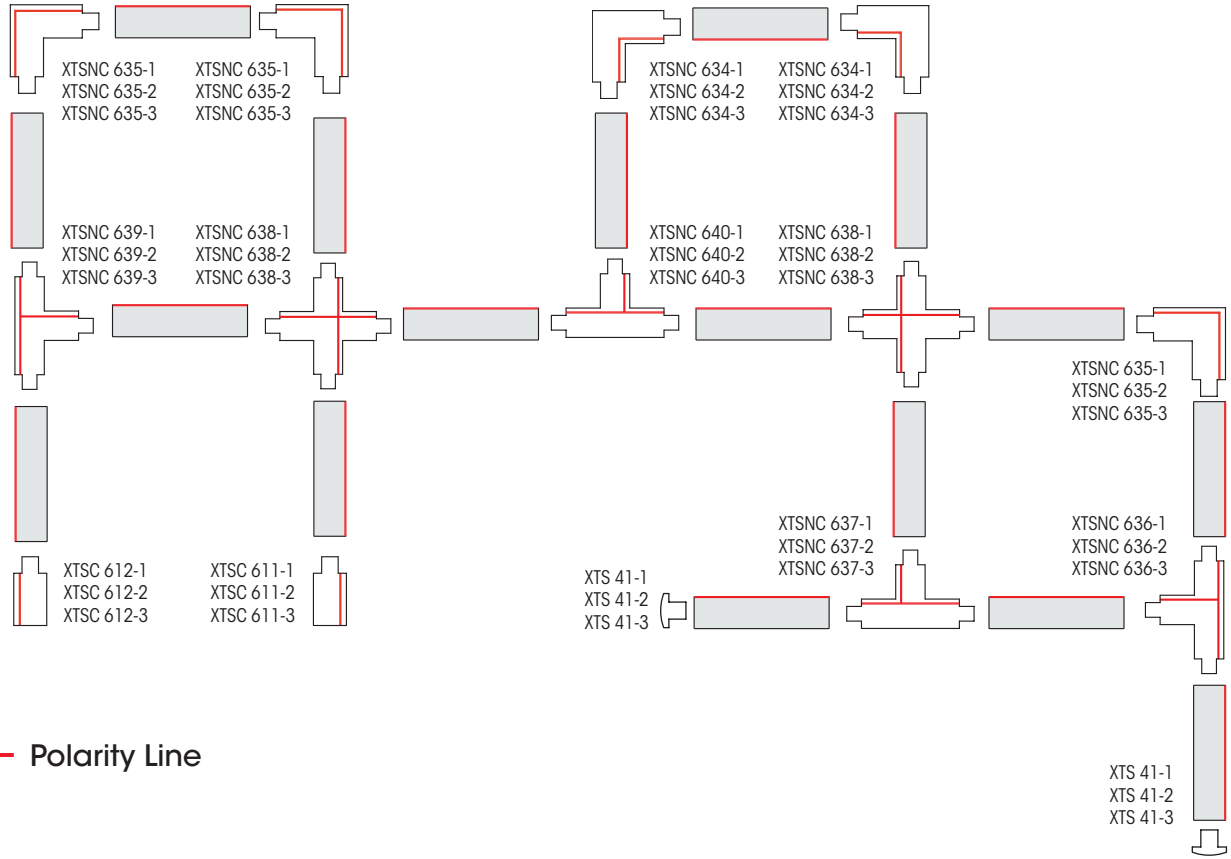 XTSNC 635-1
XTSNC 635-2
XTSNC 635-3
XTSNC 635-1
XTSNC 635-2
XTSNC 635-3
XTSNC 634-1
XTSNC 634-2
XTSNC 634-3
XTSNC 634-1
XTSNC 634-2
XTSNC 634-3
XTSNC 639-1
XTSNC 639-2
XTSNC 639-3
XTSNC 638-1
XTSNC 638-2
XTSNC 638-3
XTSNC 640-1
XTSNC 640-2
XTSNC 640-3
XTSNC 638-1
XTSNC 638-2
XTSNC 638-3
XTSNC 635-1
XTSNC 635-2
XTSNC 635-3
XTSC 612-1
XTSC 612-2
XTSC 612-3
XTSC 611-1
XTSC 611-2
XTSC 611-3
XTS 41-1
XTS 41-2
XTS 41-3
XTSNC 637-1
XTSNC 637-2
XTSNC 637-3
XTSNC 636-1
XTSNC 636-2
XTSNC 636-3
Polarity Line
XTS 41-1
XTS 41-2
XTS 41-3